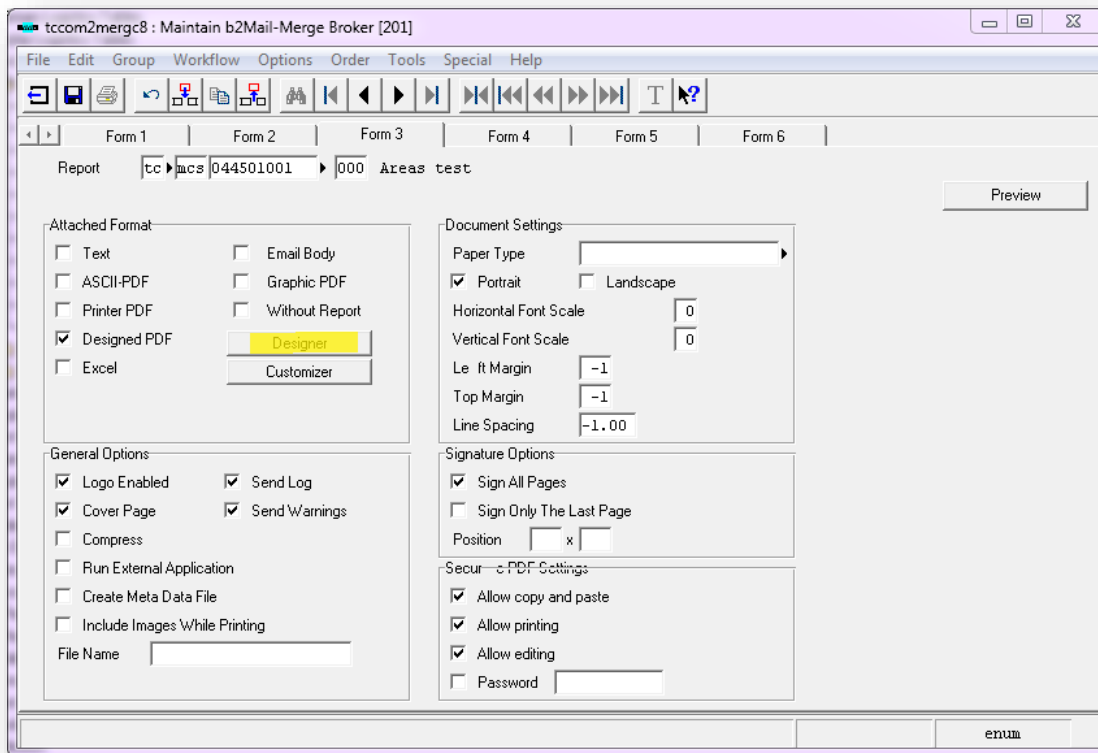 tccom2mergc8 : Maintain b2Mail-Merge Broker [201]
File Edit Group Workflow Options Order Tools Special Help
T ?
Form 1 Form 2 Form 3 Form 4 Form 5 Form 6
Report tc mcs 044501001 000 Areas test
Preview
Attached Format
Text Email Body
ASCII-PDF Graphic PDF
Printer PDF Without Report
Designed PDF Designer
Excel Customizer
Document Settings
Paper Type
Portrait Landscape
Horizontal Font Scale 0
Vertical Font Scale 0
Le ft Margin -1
Top Margin -1
Line Spacing -1.00
General Options
Logo Enabled Send Log
Cover Page Send Warnings
Compress
Run External Application
Create Meta Data File
Include Images While Printing
File Name
Signature Options
Sign All Pages
Sign Only The Last Page
Position x
Secur e PDF Settings
Allow copy and paste
Allow printing
Allow editing
Password
enum